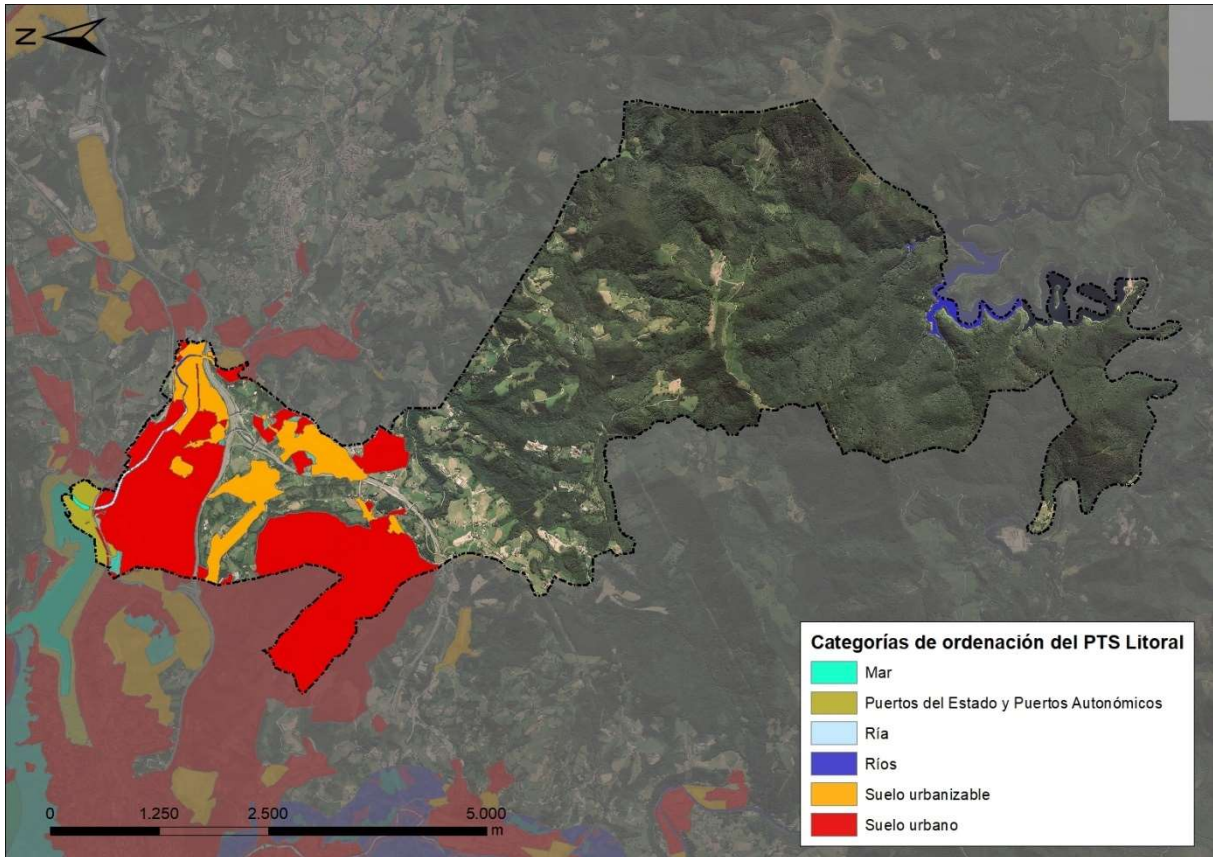 N
Categorías de ordenación del PTS Litoral
Mar
Puertos del Estado y Puertos Autonómicos
Ría
Ríos
Suelo urbanizable
Suelo urbano
0 1.250 2.500 5.000
m